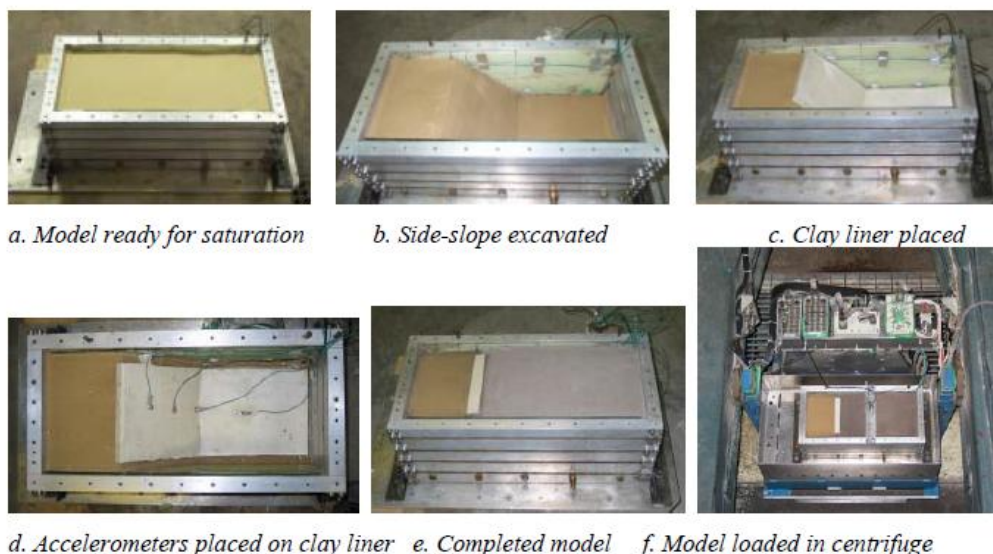 a. Model ready for saturation
b. Side-slope excavated
c. Clay liner placed
d. Accelerometers placed on clay liner
e. Completed model
f. Model loaded in centrifuge